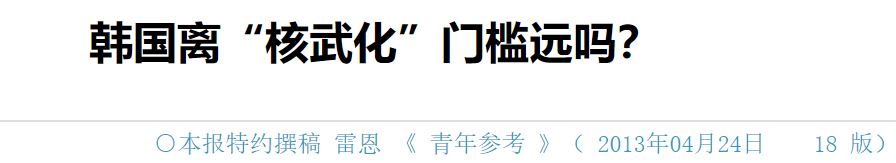 韩国离“核武化”门槛远吗？
〇本报特约撰稿 雷恩 《 青年参考 》（ 2013年04月24日 18 版）